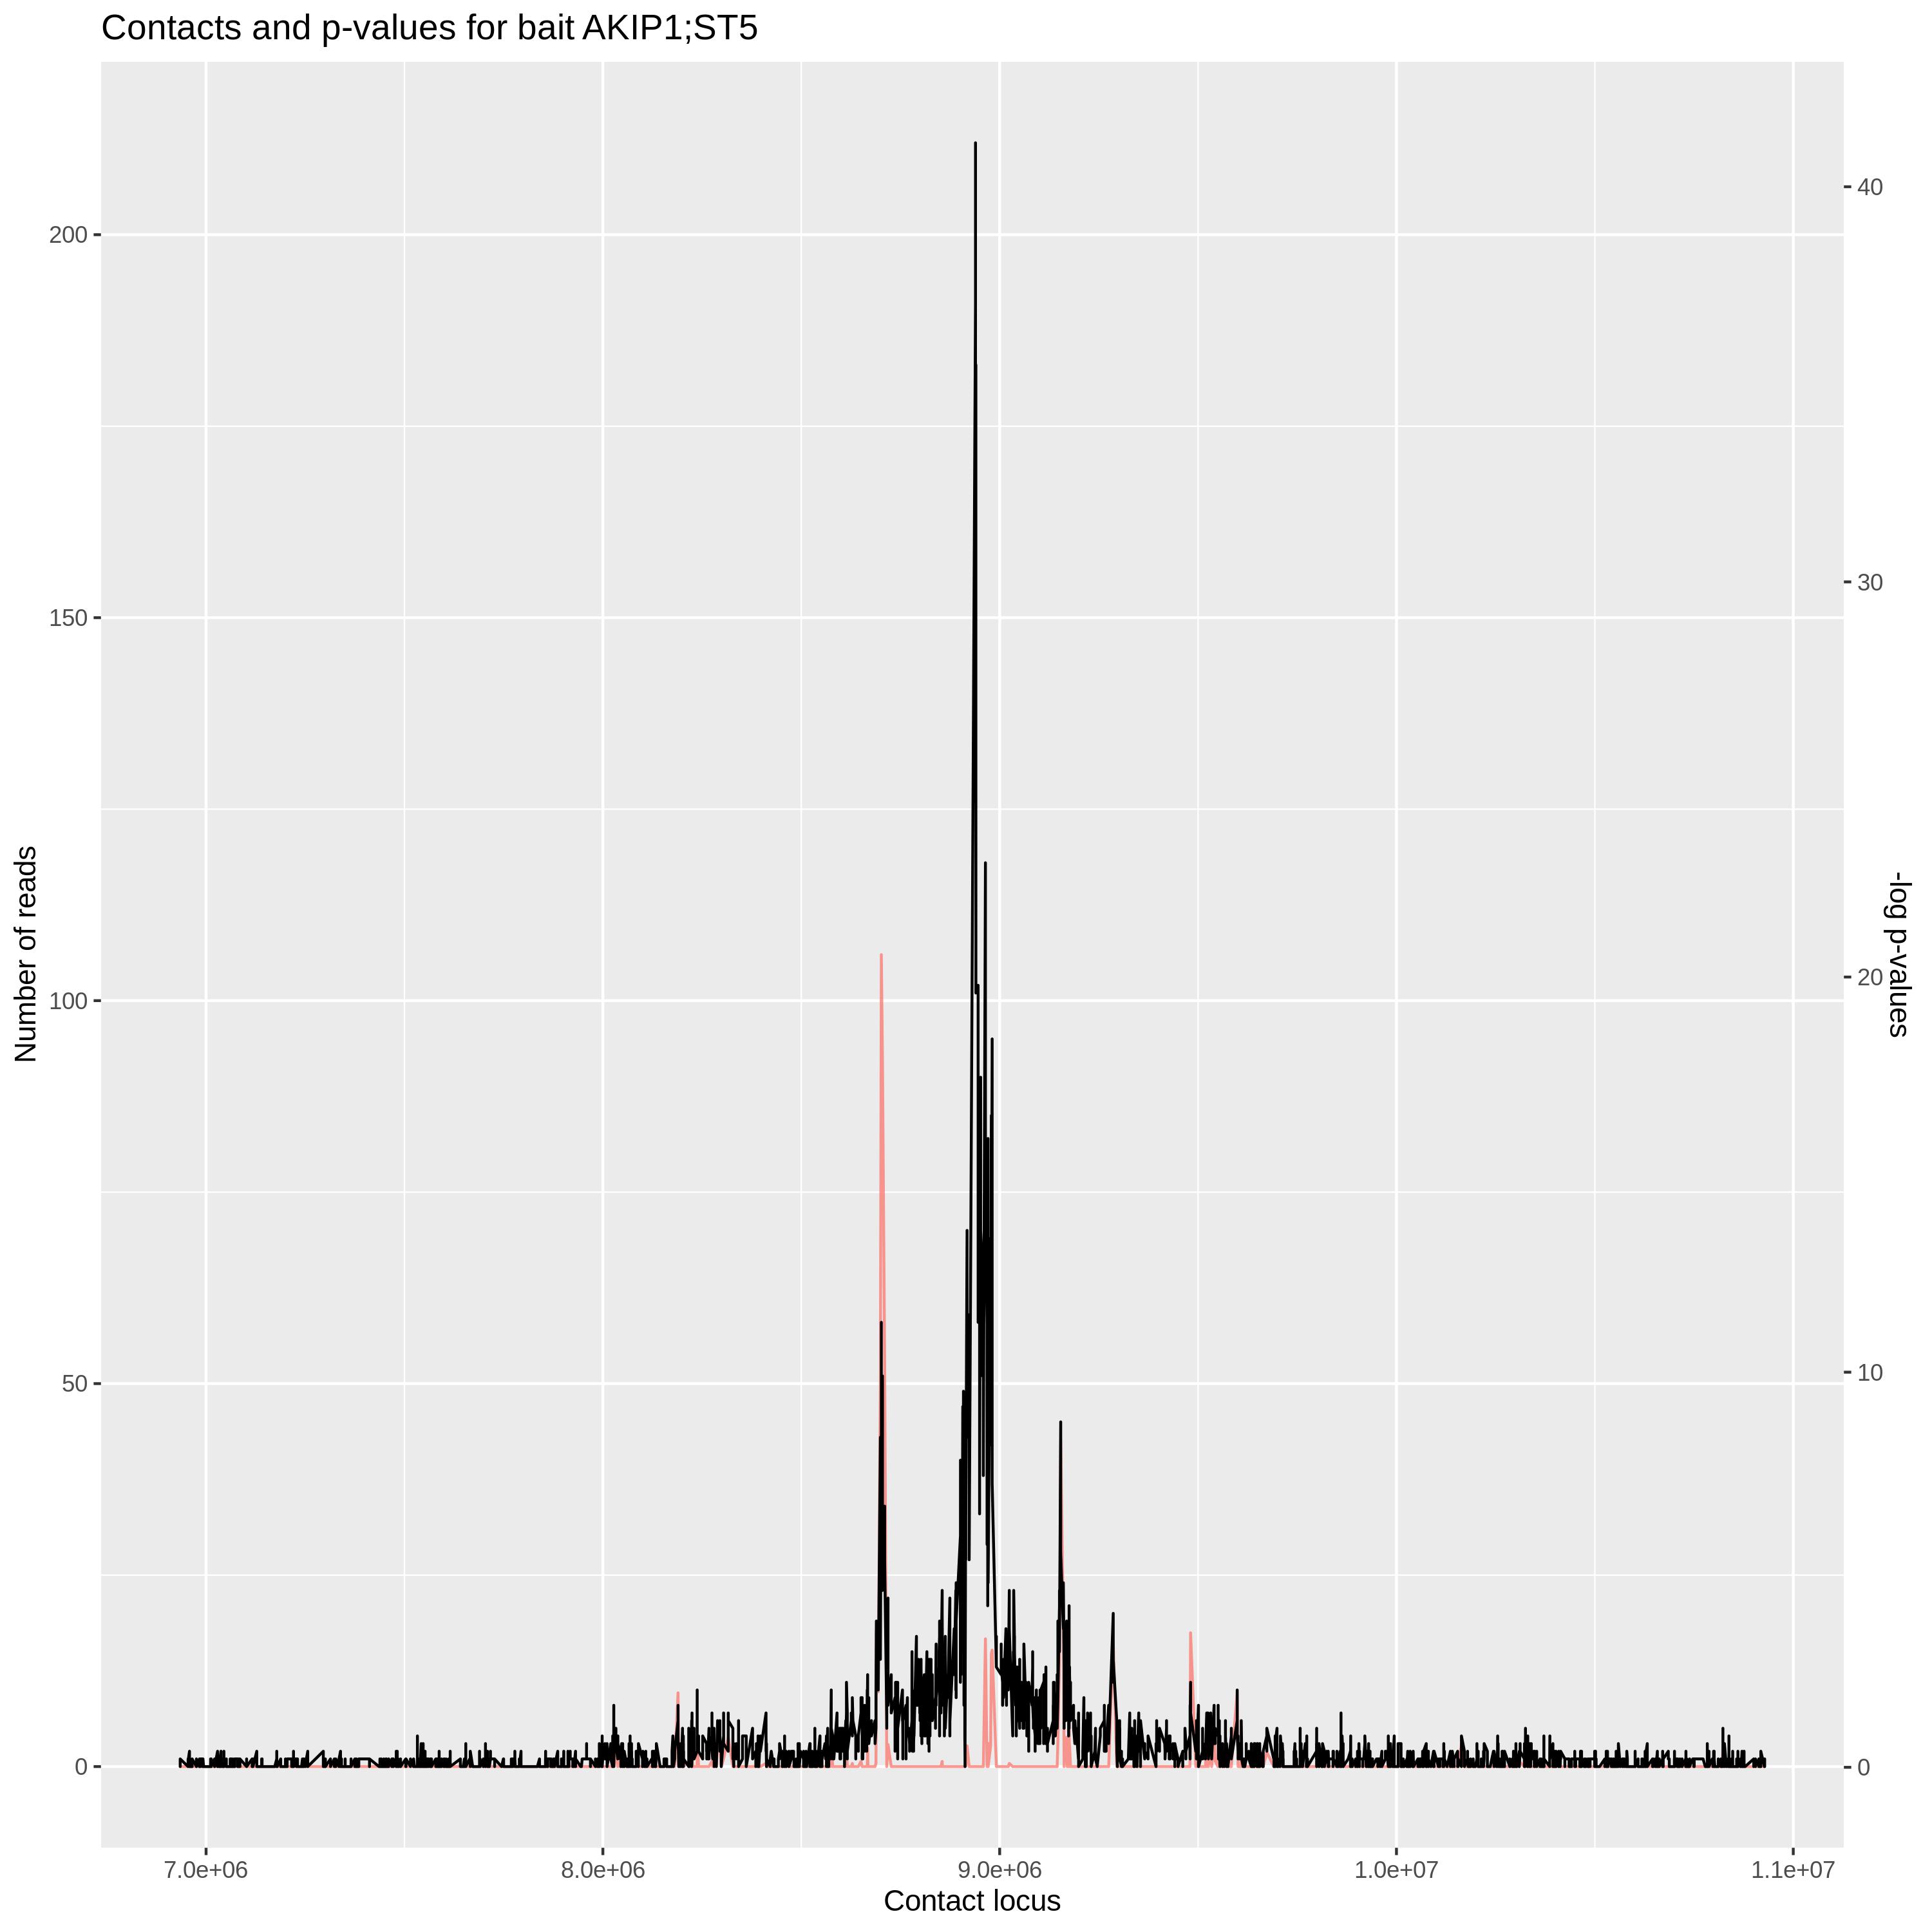 Contacts and p-values for bait AKIP1;ST5
200
150
100
50
0
Number of reads
40
30
20
10
0
-log p-values
7.0e+06
8.0e+06
9.0e+06
1.0e+07
1.1e+07
Contact locus